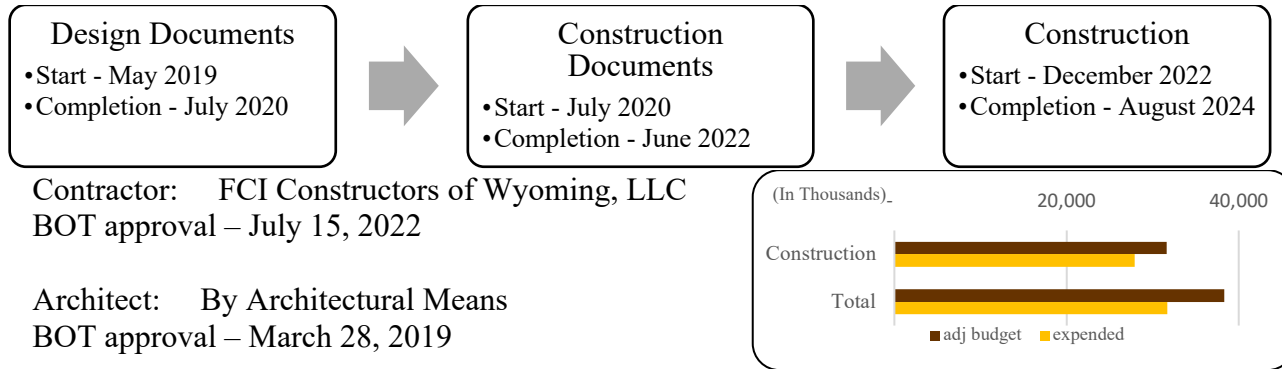 Design Documents
•Start - May 2019
•Completion - July 2020
Construction
Documents
•Start - July 2020
•Completion - June 2022
Construction
•Start - December 2022
•Completion - August 2024
Contractor: FCI Constructors of Wyoming, LLC
BOT approval – July 15, 2022
Architect: By Architectural Means
BOT approval – March 28, 2019
(In Thousands) -
20,000
40,000
Construction
Total
adj budget
expended